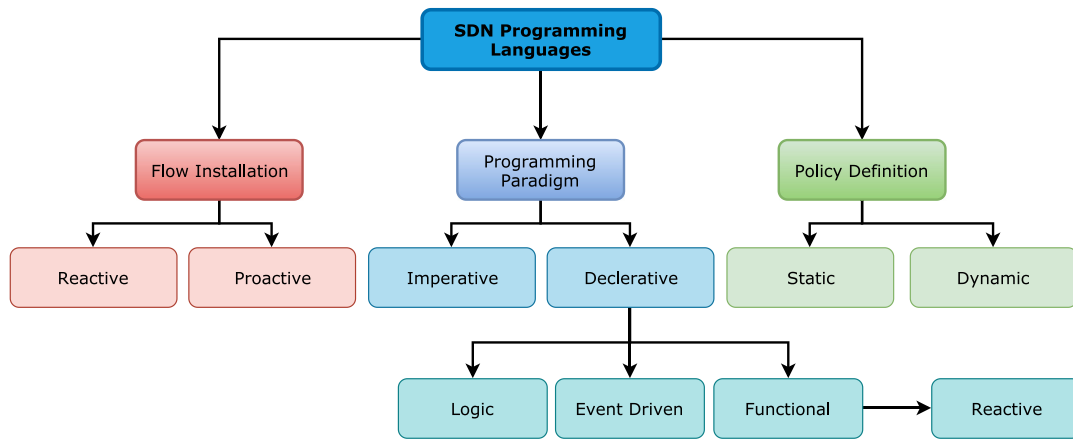 SDN Programming
Languages
Flow Installation
Programming
Paradigm
Policy Definition
Reactive
Proactive
Imperative
Declerative
Static
Dynamic
Logic
Event Driven
Functional
Reactive